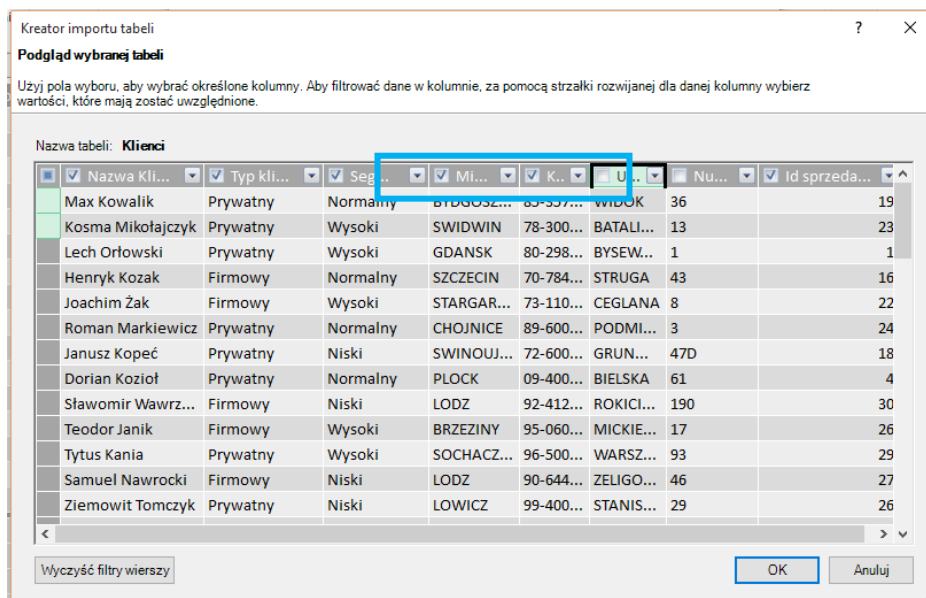 Kreator importu tabeli ?
Podgląd wybranej tabeli
Użyj pola wyboru, aby wybrać określone kolumny. Aby filtrować dane w kolumnie, za pomocą strzałki rozwijanej dla danej kolumny wybierz
wartości, które mają zostać uwzględnione.
Nazwa tabeli: Klienci
Nazwa Kli... Typ kli... Seg... Mi... K... U... Nu... Id sprzeda...
Max Kowalik Prywatny Normalny BYDGOSZ... 85-357... WIDOK 36 19
Kosma Mikołajczyk Prywatny Wysoki SWIDWIN 78-300... BATALI... 13 23
Lech Orłowski Prywatny Wysoki GDANSK 80-298... BYSEW... 1 1
Henryk Kozak Firmowy Normalny SZCZECIN 70-784... STRUGA 43 16
Joachim Żak Firmowy Wysoki STARGAR... 73-110... CEGLANA 8 22
Roman Markiewicz Prywatny Normalny CHOJNICE 89-600... PODMI... 3 24
Janusz Kopeć Prywatny Niski SWINOUJ... 72-600... GRUN... 47D 18
Dorian Kozioł Prywatny Normalny PLOCK 09-400... BIELSKA 61 4
Sławomir Wawrz... Firmowy Niski LODZ 92-412... ROKICI... 190 30
Teodor Janik Firmowy Wysoki BRZEZINY 95-060... MICKIE... 17 26
Tytus Kania Prywatny Wysoki SOCHACZ... 96-500... WARSZ... 93 29
Samuel Nawrocki Firmowy Niski LODZ 90-644... ZELIGO... 46 27
Ziemowit Tomczyk Prywatny Niski LOWICZ 99-400... STANIS... 29 26
Wyczyść filtry wierszy OK Anuluj